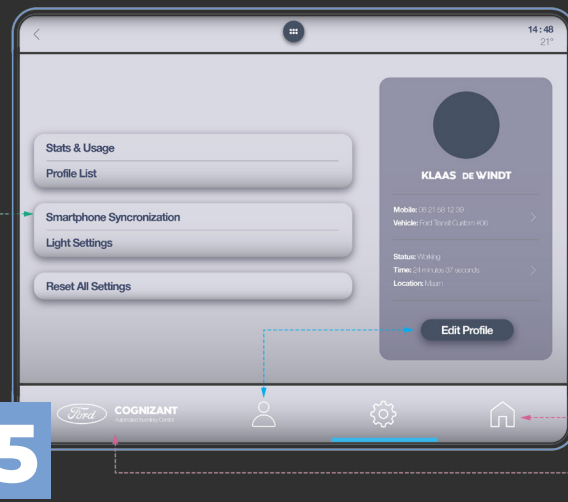 14:48
21°
Stats & Usage
Profile List
Smartphone Syncronization
Light Settings
Reset All Settings
KLAAS DE WINDT
Mobile: 06 21 58 12 39
Vehicle: Ford Transit Custom #06
Status: Working
Time: 24 minutes 37 seconds
Location: Maarn
Edit Profile
Ford
COGNIZANT
5